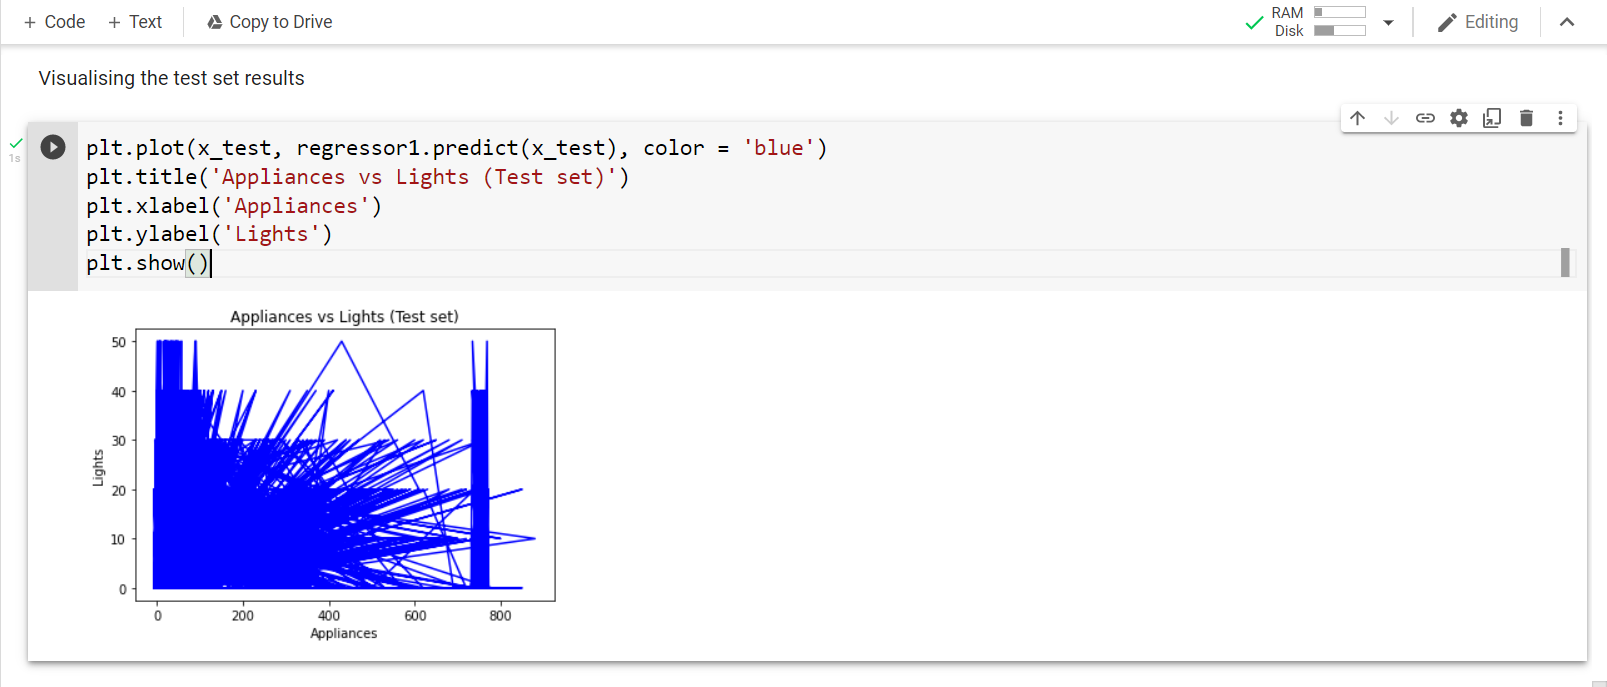 + Code + Text Copy to Drive
RAM
Disk
Editing
Visualising the test set results
1s
plt.plot(x_test, regressor1.predict(x_test), color = 'blue')
plt.title('Appliances vs Lights (Test set)')
plt.xlabel('Appliances')
plt.ylabel('Lights')
plt.show()
Appliances vs Lights (Test set)
50
40
30
20
10
0
Lights
0 200 400 600 800
Appliances